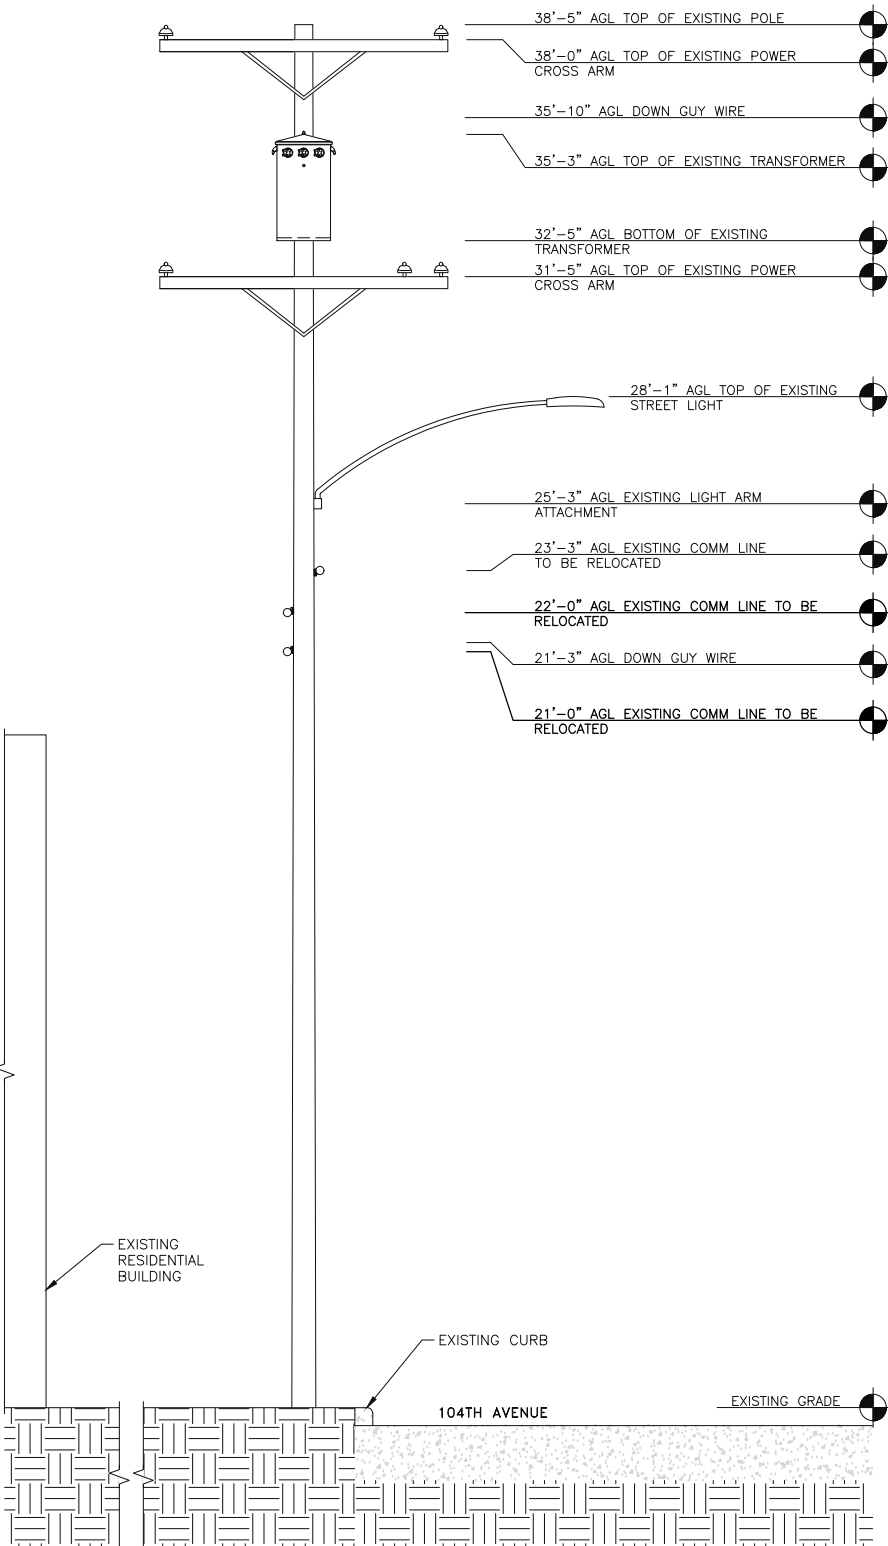 38'-5" AGL TOP OF EXISTING POLE
38'-0" AGL TOP OF EXISTING POWER
CROSS ARM
35'-10" AGL DOWN GUY WIRE
35'-3" AGL TOP OF EXISTING TRANSFORMER
32'-5" AGL BOTTOM OF EXISTING
TRANSFORMER
31'-5" AGL TOP OF EXISTING POWER
CROSS ARM
28'-1" AGL TOP OF EXISTING
STREET LIGHT
25'-3" AGL EXISTING LIGHT ARM
ATTACHMENT
23'-3" AGL EXISTING COMM LINE
TO BE RELOCATED
22'-0" AGL EXISTING COMM LINE TO BE
RELOCATED
21'-3" AGL DOWN GUY WIRE
21'-0" AGL EXISTING COMM LINE TO BE
RELOCATED
EXISTING
RESIDENTIAL
BUILDING
EXISTING CURB
EXISTING GRADE
104TH AVENUE